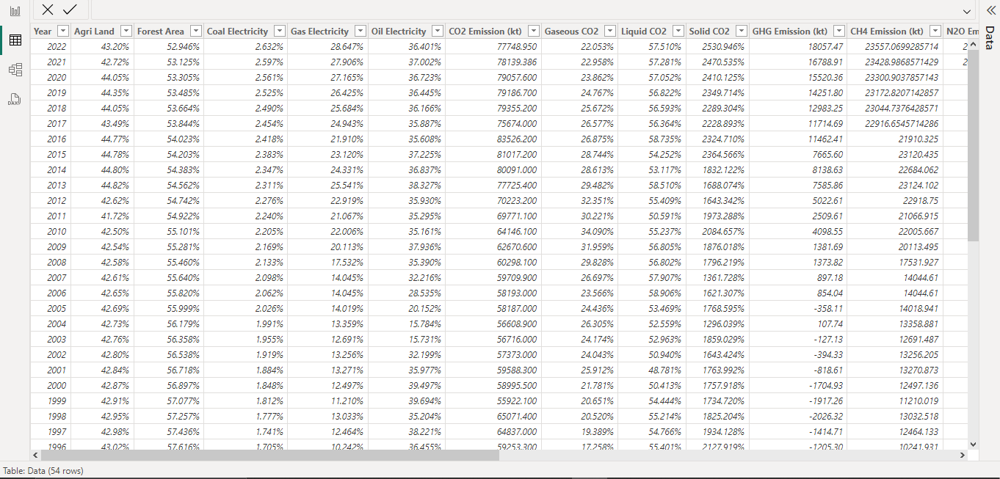 Year Agri Land Forest Area Coal Electricity Gas Electricity Oil Electricity CO2 Emission (kt) Gaseous CO2 Liquid CO2 Solid CO2 GHG Emission (kt) CH4 Emission (kt) N2O Em
Data
2022 43.20% 52.946% 2.632% 28.647% 36.401% 77748.950 22.053% 57.510% 2530.946% 18057.47 23557.0699285714 2
2021 42.72% 53.125% 2.597% 27.906% 37.002% 78139.386 22.958% 57.281% 2470.535% 16788.91 23428.9868571429 2
2020 44.05% 53.305% 2.561% 27.165% 36.723% 79057.600 23.862% 57.052% 2410.125% 15520.36 23300.9037857143
2019 44.35% 53.485% 2.525% 26.425% 36.445% 79186.700 24.767% 56.822% 2349.714% 14251.80 23172.8207142857
2018 44.05% 53.664% 2.490% 25.684% 36.166% 79355.200 25.672% 56.593% 2289.304% 12983.25 23044.7376428571
DAX
2017 43.49% 53.844% 2.454% 24.943% 35.887% 75674.000 26.577% 56.364% 2228.893% 11714.69 22916.6545714286
2016 44.77% 54.023% 2.418% 21.910% 35.608% 83526.200 26.875% 58.735% 2324.710% 11462.41 21910.325
2015 44.78% 54.203% 2.383% 23.120% 37.225% 81017.200 28.744% 54.252% 2364.566% 7665.60 23120.435
2014 44.80% 54.383% 2.347% 24.331% 36.837% 80091.000 28.613% 53.117% 1832.122% 8138.63 22684.062
2013 44.82% 54.562% 2.311% 25.541% 38.327% 77725.400 29.482% 58.510% 1688.074% 7585.86 23124.102
2012 42.62% 54.742% 2.276% 22.919% 35.930% 70223.200 32.351% 55.409% 1643.342% 5022.61 22918.75
2011 41.72% 54.922% 2.240% 21.067% 35.295% 69771.100 30.221% 50.591% 1973.288% 2509.61 21066.915
2010 42.50% 55.101% 2.205% 22.006% 35.161% 64146.100 34.090% 55.237% 2084.657% 4098.55 22005.667
2009 42.54% 55.281% 2.169% 20.113% 37.936% 62670.600 31.959% 56.805% 1876.018% 1381.69 20113.495
2008 42.58% 55.460% 2.133% 17.532% 35.390% 60298.100 29.828% 56.802% 1796.219% 1373.82 17531.927
2007 42.61% 55.640% 2.098% 14.045% 32.216% 59709.900 26.697% 57.907% 1361.728% 897.18 14044.61
2006 42.65% 55.820% 2.062% 14.045% 28.535% 58193.000 23.566% 58.906% 1621.307% 854.04 14044.61
2005 42.69% 55.999% 2.026% 14.019% 20.152% 58187.000 24.436% 53.469% 1768.595% -358.11 14018.941
2004 42.73% 56.179% 1.991% 13.359% 15.784% 56608.900 26.305% 52.559% 1296.039% 107.74 13358.881
2003 42.76% 56.358% 1.955% 12.691% 15.731% 56716.000 24.174% 52.963% 1859.029% -127.13 12691.487
2002 42.80% 56.538% 1.919% 13.256% 32.199% 57373.000 24.043% 50.940% 1643.424% -394.33 13256.205
2001 42.84% 56.718% 1.884% 13.271% 35.977% 59588.300 25.912% 48.781% 1763.992% -818.61 13270.873
2000 42.87% 56.897% 1.848% 12.497% 39.497% 58995.500 21.781% 50.413% 1757.918% -1704.93 12497.136
1999 42.91% 57.077% 1.812% 11.210% 39.694% 55922.100 20.651% 54.444% 1734.720% -1917.26 11210.019
1998 42.95% 57.257% 1.777% 13.033% 35.204% 65071.400 20.520% 55.214% 1825.204% -2026.32 13032.518
1997 42.98% 57.436% 1.741% 12.464% 38.221% 64837.000 19.389% 54.766% 1934.128% -1414.71 12464.133
1996 43.02% 57.616% 1.705% 10.242% 36.455% 59253.300 17.258% 55.401% 2127.919% -1205.30 10241.931
Table: Data (54 rows)